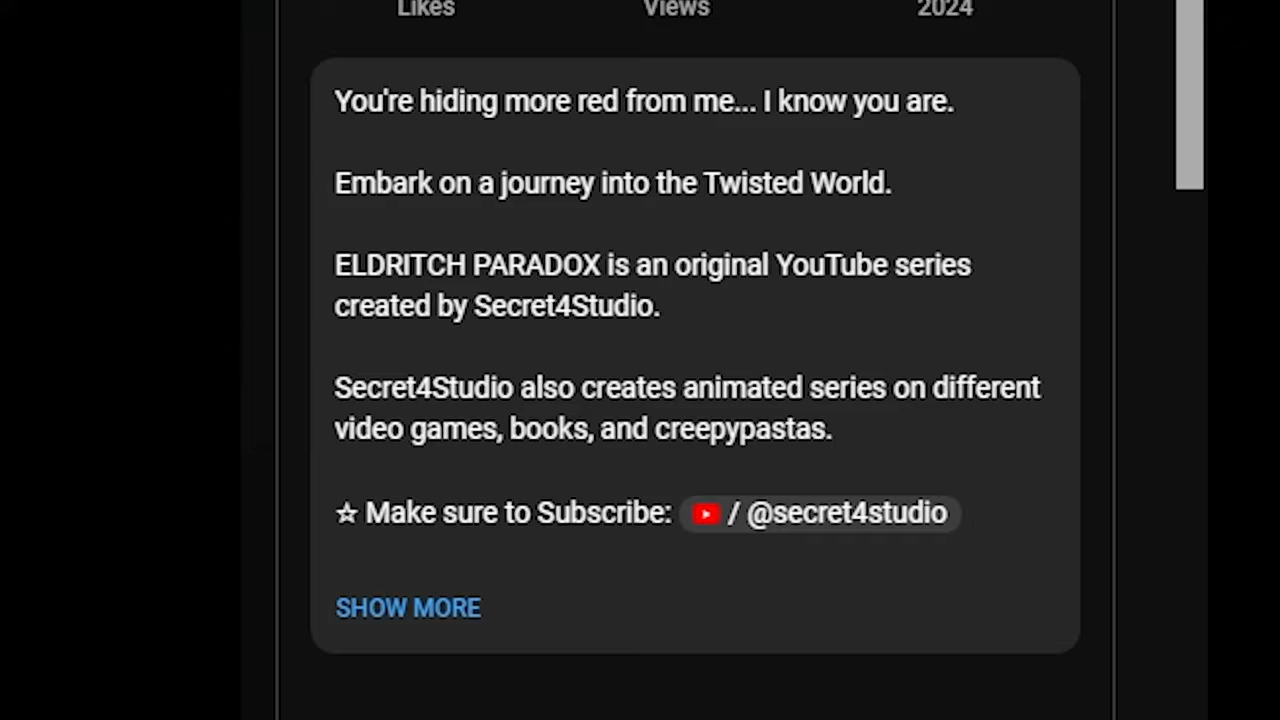 Likes Views 2024
You're hiding more red from me... I know you are.
Embark on a journey into the Twisted World.
ELDRITCH PARADOX is an original YouTube series
created by Secret4Studio.
Secret4Studio also creates animated series on different
video games, books, and creepypastas.
☆ Make sure to Subscribe: / @secret4studio
SHOW MORE